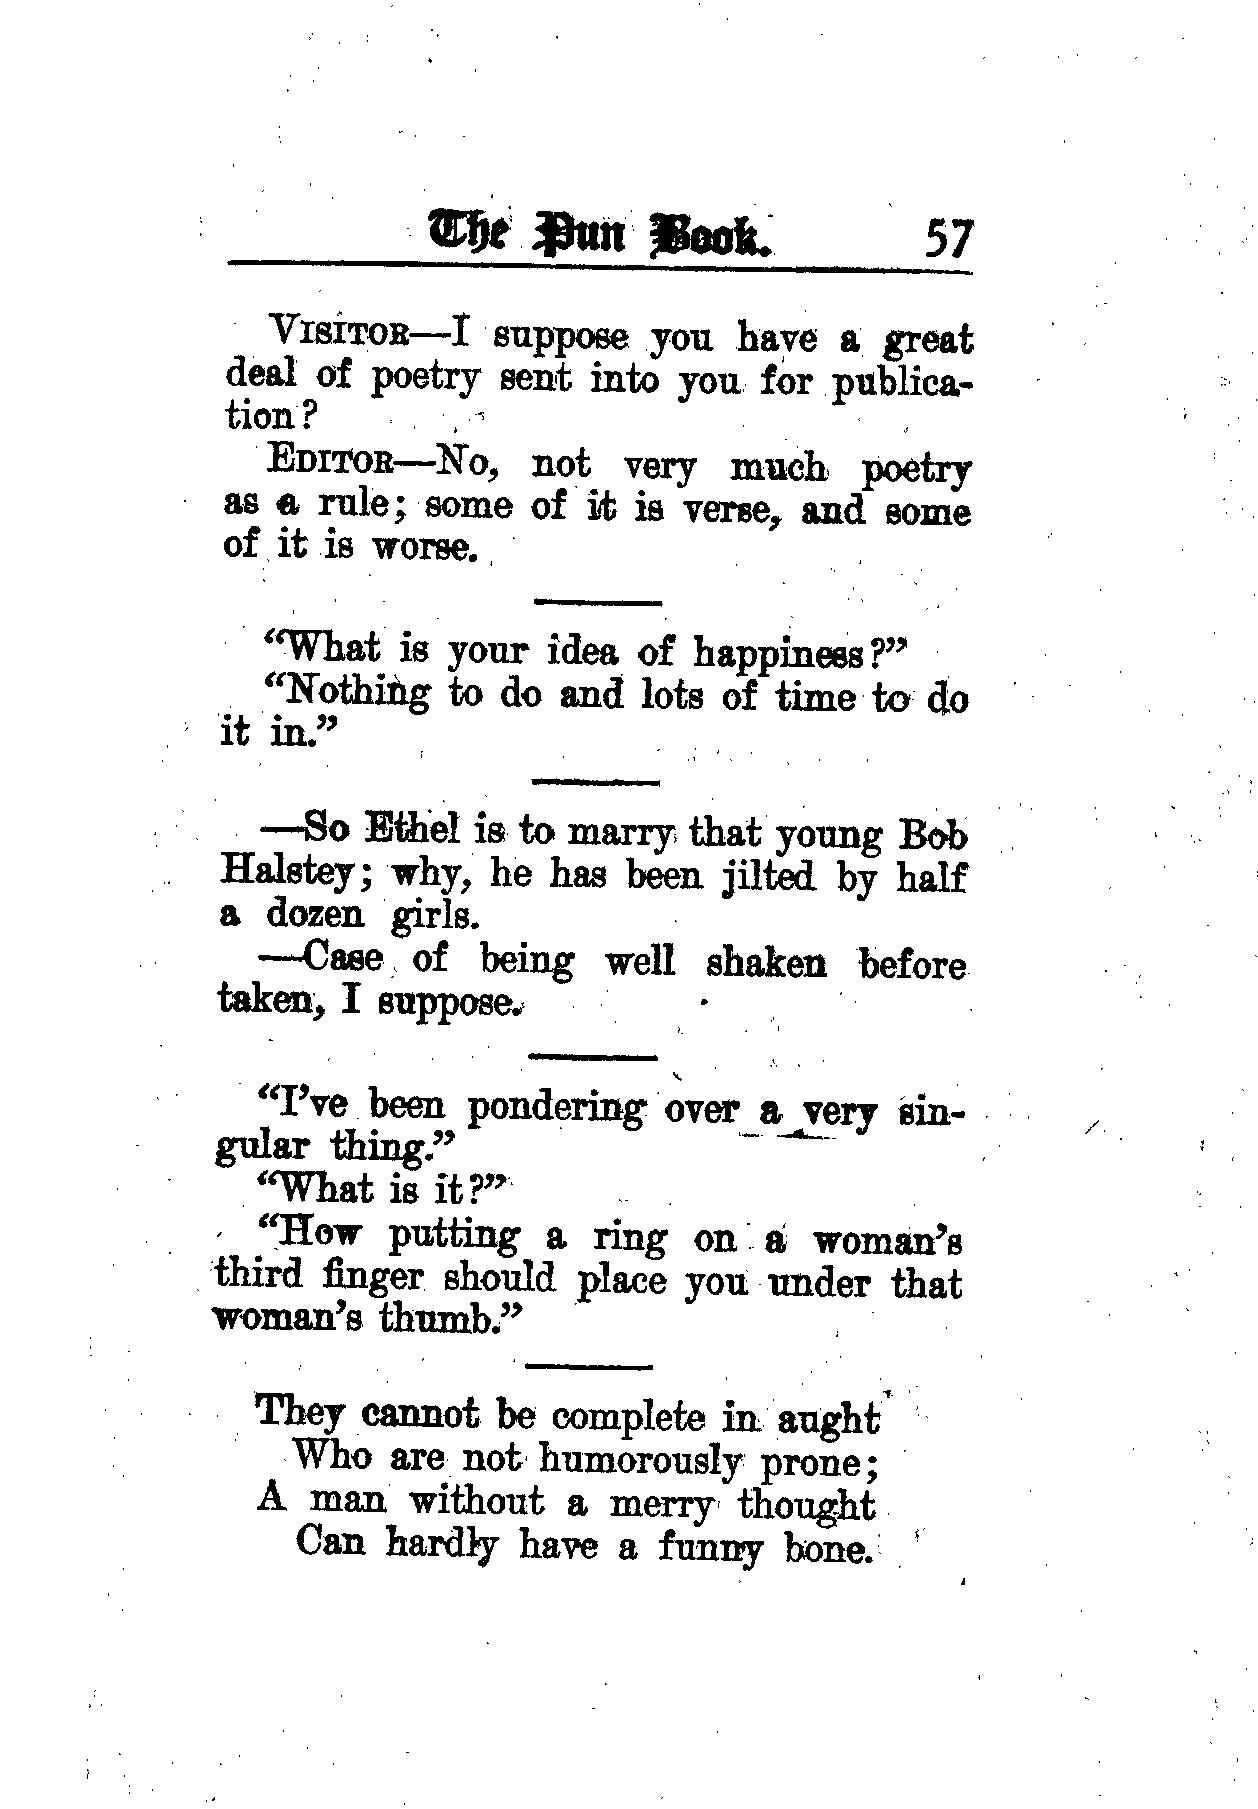 The Pun Book. 57
VISITOR—I suppose you have a great
deal of poetry sent into you for publica-
tion?
EDITOR—No, not very much poetry
as a rule; some of it is verse, and some
of it is worse.
"What is your idea of happiness?"
"Nothing to do and lots of time to do
it in."
—So Ethel is to marry that young Bob
Halstey; why, he has been jilted by half
a dozen girls.
—Case of being well shaken before
taken, I suppose.
"I've been pondering over a very sin-
gular thing."
"What is it?"
"How putting a ring on a woman's
third finger should place you under that
woman's thumb."
They cannot be complete in aught
Who are not humorously prone;
A man without a merry thought
Can hardly have a funny bone.